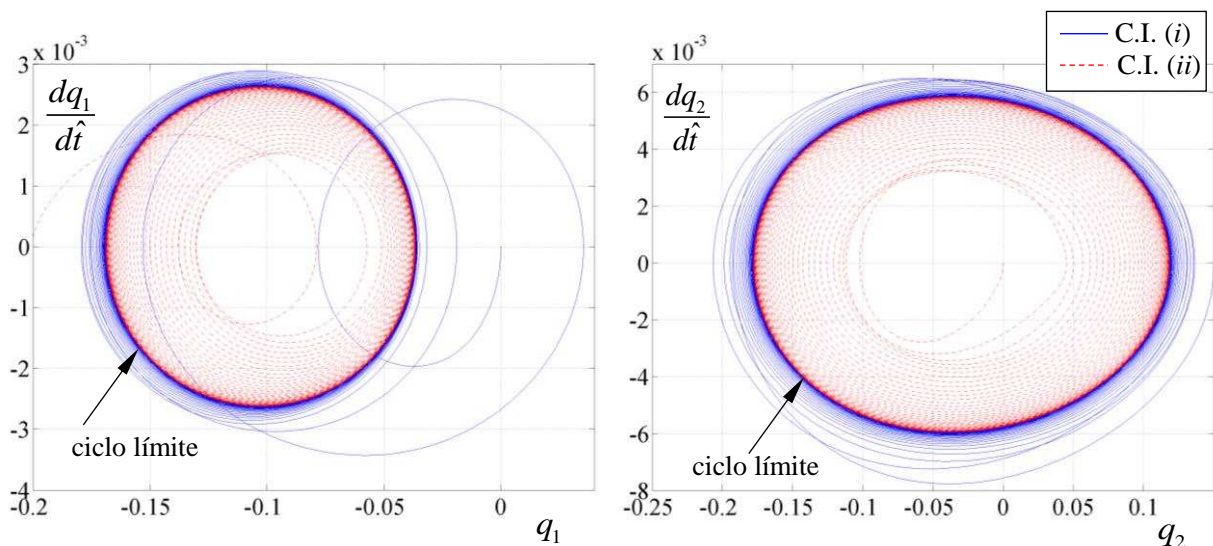 C.I. (i)
C.I. (ii)
x 10⁻³
3
2
1
0
-1
-2
-3
-4
dq₁
dt̂
ciclo límite
-0.2
-0.15
-0.1
-0.05
0
q₁
x 10⁻³
8
6
4
2
0
-2
-4
-6
-8
dq₂
dt̂
ciclo límite
-0.25
-0.2
-0.15
-0.1
-0.05
0
0.05
0.1
q₂